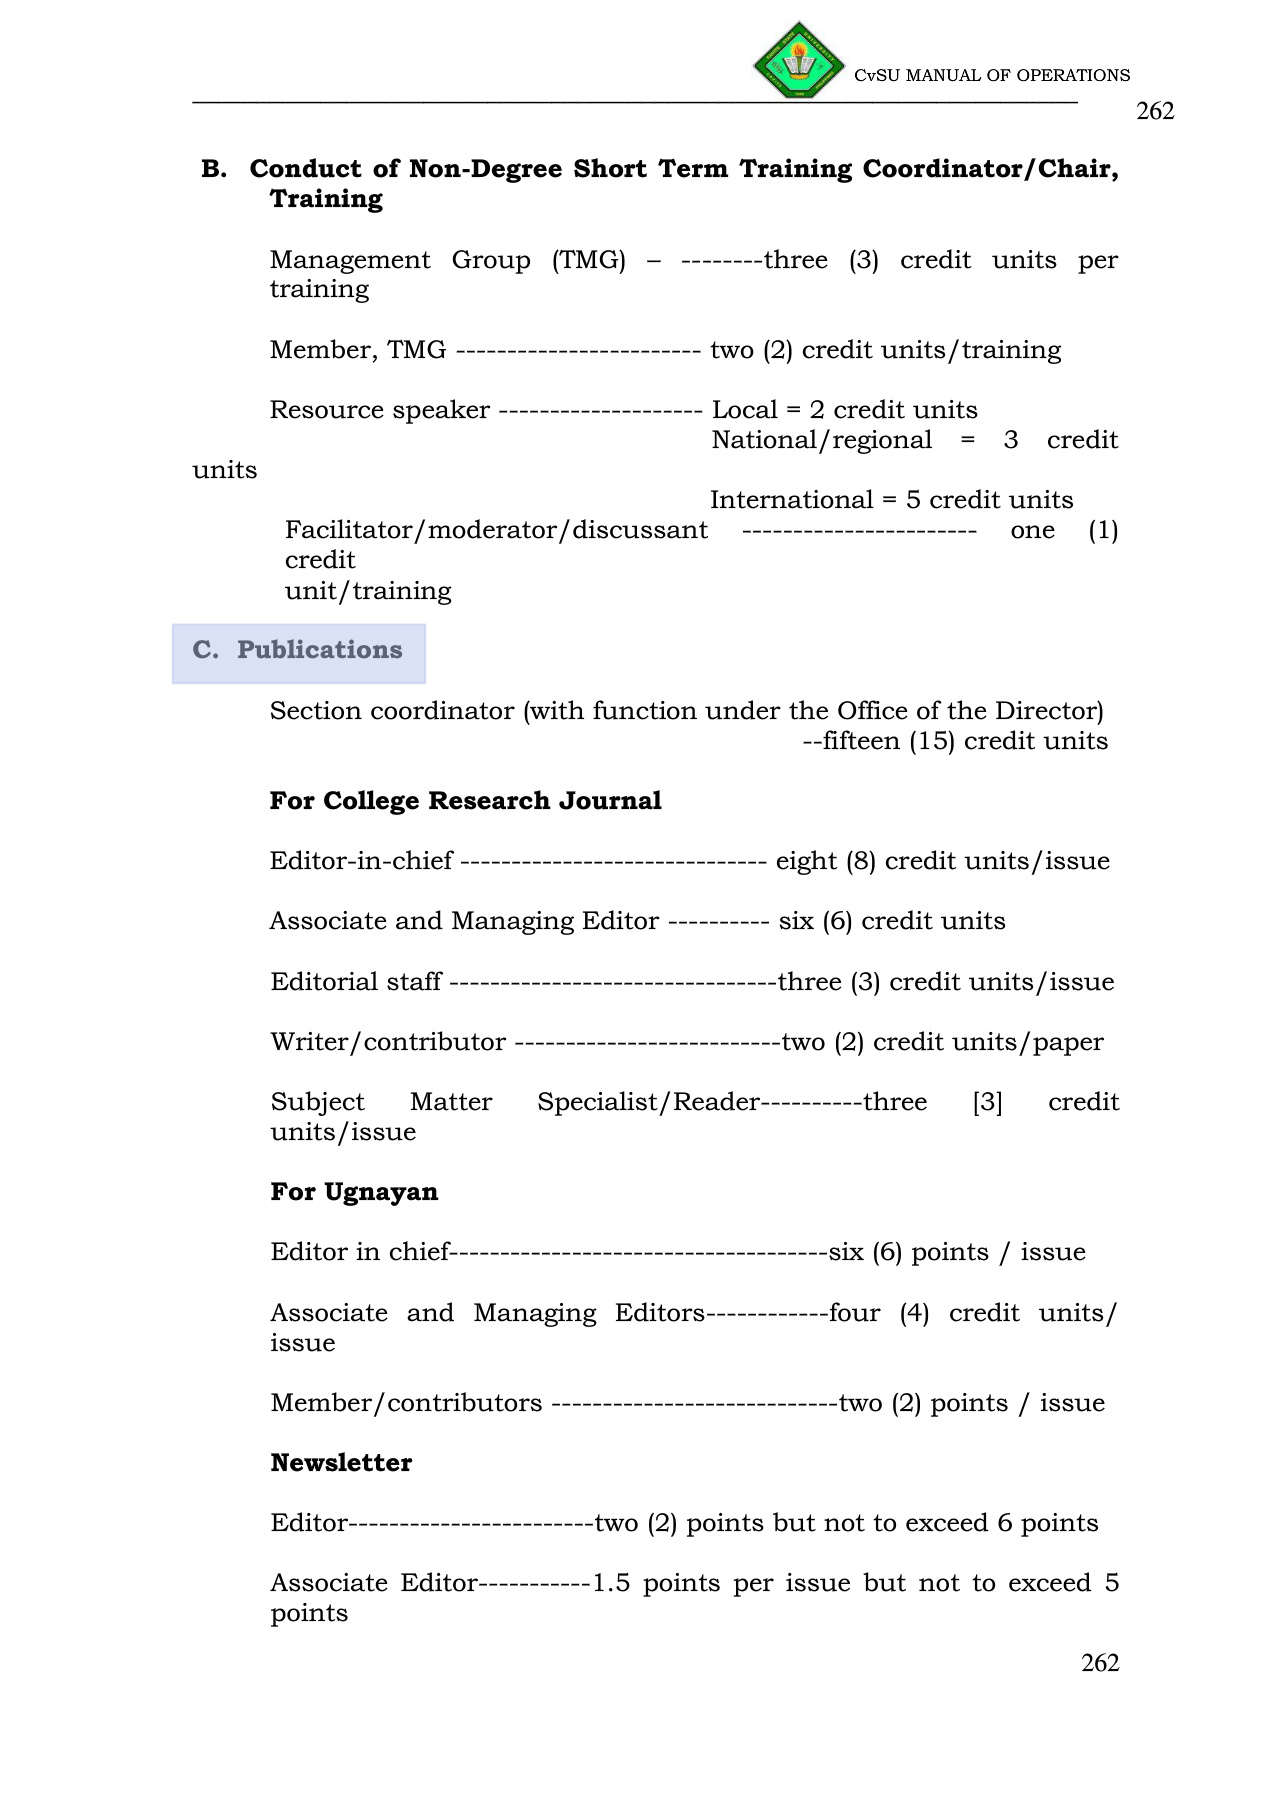 CvSU MANUAL OF OPERATIONS
262
B. Conduct of Non-Degree Short Term Training Coordinator/Chair,
Training
Management Group (TMG) – --------three (3) credit units per
training
Member, TMG ------------------------ two (2) credit units/training
Resource speaker -------------------- Local = 2 credit units
National/regional = 3 credit
units
International = 5 credit units
Facilitator/moderator/discussant ----------------------- one (1)
credit
unit/training
C. Publications
Section coordinator (with function under the Office of the Director)
--fifteen (15) credit units
For College Research Journal
Editor-in-chief ------------------------------ eight (8) credit units/issue
Associate and Managing Editor ---------- six (6) credit units
Editorial staff --------------------------------three (3) credit units/issue
Writer/contributor --------------------------two (2) credit units/paper
Subject Matter Specialist/Reader----------three [3] credit
units/issue
For Ugnayan
Editor in chief-------------------------------------six (6) points / issue
Associate and Managing Editors------------four (4) credit units/
issue
Member/contributors ----------------------------two (2) points / issue
Newsletter
Editor------------------------two (2) points but not to exceed 6 points
Associate Editor-----------1.5 points per issue but not to exceed 5
points
262